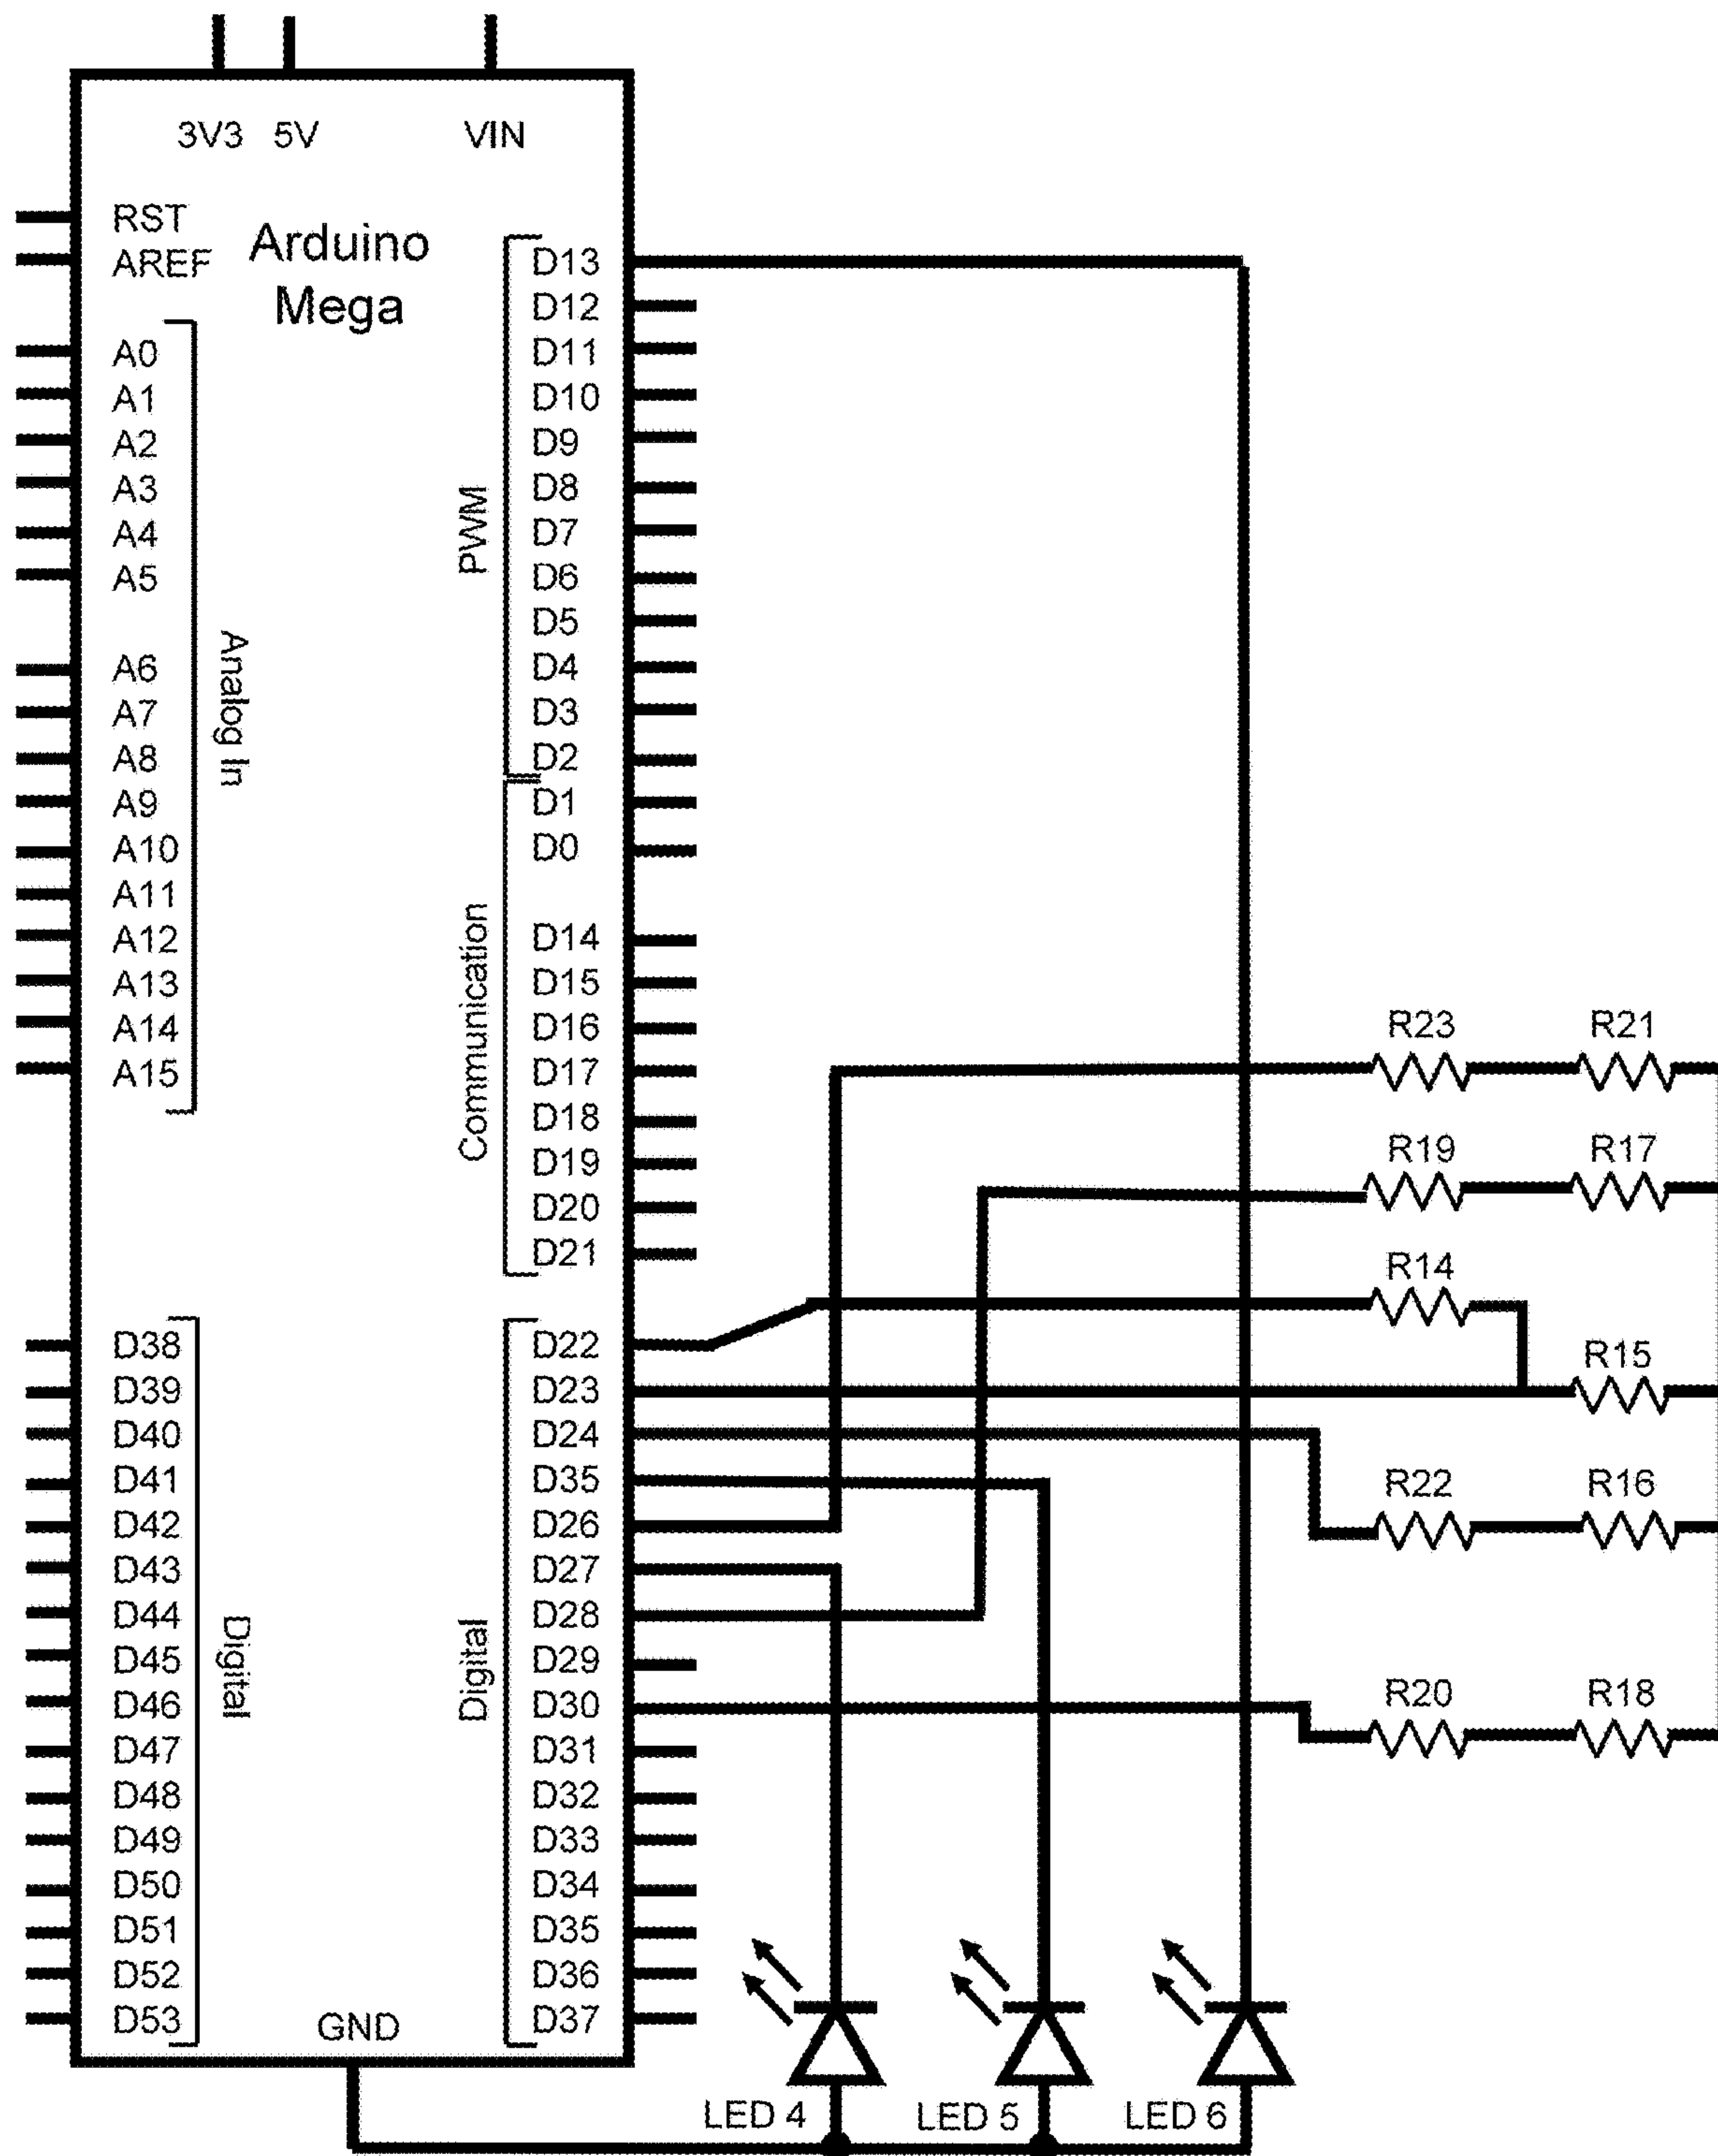 3V3 5V VIN
RST
AREF
Arduino
Mega
A0
A1
A2
A3
A4
A5
A6
A7
A8
A9
A10
A11
A12
A13
A14
A15
Analog In
PWM
D13
D12
D11
D10
D9
D8
D7
D6
D5
D4
D3
D2
Communication
D1
D0
D14
D15
D16
D17
D18
D19
D20
D21
D38
D39
D40
D41
D42
D43
D44
D45
D46
D47
D48
D49
D50
D51
D52
D53
Digital
Digital
D22
D23
D24
D35
D26
D27
D28
D29
D30
D31
D32
D33
D34
D35
D36
D37
GND
R23 R21
R19 R17
R14
R15
R22 R16
R20 R18
LED 4 LED 5 LED 6